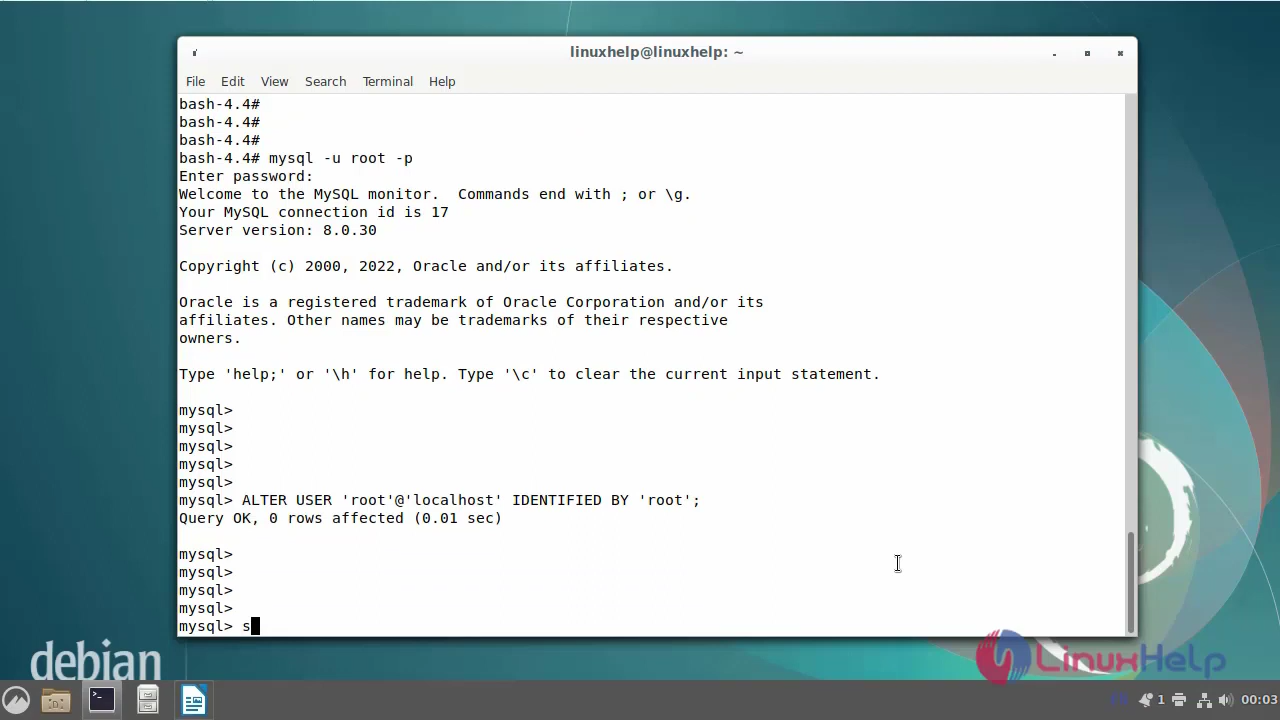 linuxhelp@linuxhelp: ~
File Edit View Search Terminal Help
bash-4.4#
bash-4.4#
bash-4.4#
bash-4.4# mysql -u root -p
Enter password:
Welcome to the MySQL monitor.  Commands end with ; or \g.
Your MySQL connection id is 17
Server version: 8.0.30
Copyright (c) 2000, 2022, Oracle and/or its affiliates.
Oracle is a registered trademark of Oracle Corporation and/or its
affiliates. Other names may be trademarks of their respective
owners.
Type 'help;' or '\h' for help. Type '\c' to clear the current input statement.
mysql>
mysql>
mysql>
mysql>
mysql>
mysql> ALTER USER 'root'@'localhost' IDENTIFIED BY 'root';
Query OK, 0 rows affected (0.01 sec)
mysql>
mysql>
mysql>
mysql>
mysql> s
debian
LinuxHelp
1 00:03